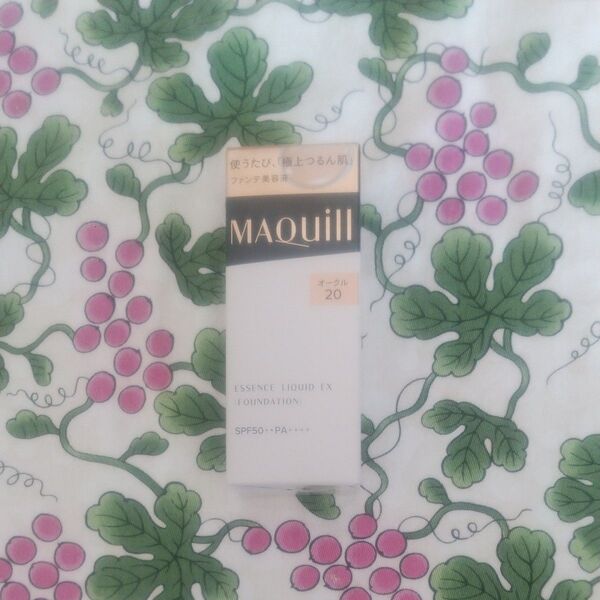 使うたび、「極上つるん肌」
ファンデ美容液
MAQuill
オークル
20
ESSENCE LIQUID EX
(FOUNDATION)
SPF50・・PA・・・・